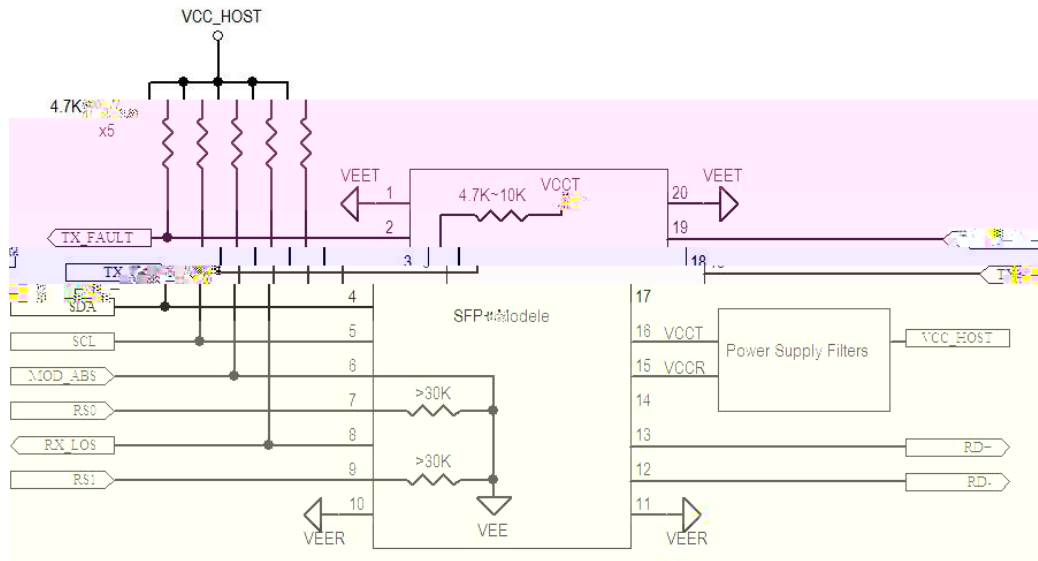 VCC_HOST
4.7K
x5
VEET
1
4.7K~10K
VCCT
20
VEET
2
19
TX_FAULT
3
18
4
17
SDA
5
16
VCCT
Power Supply Filters
VCC_HOST
SCL
6
15
VCCR
MOD_ABS
>30K
7
14
RS0
8
13
RX_LOS
RD-
9
>30K
12
RS1
RD-
10
11
VEER
VEE
VEER